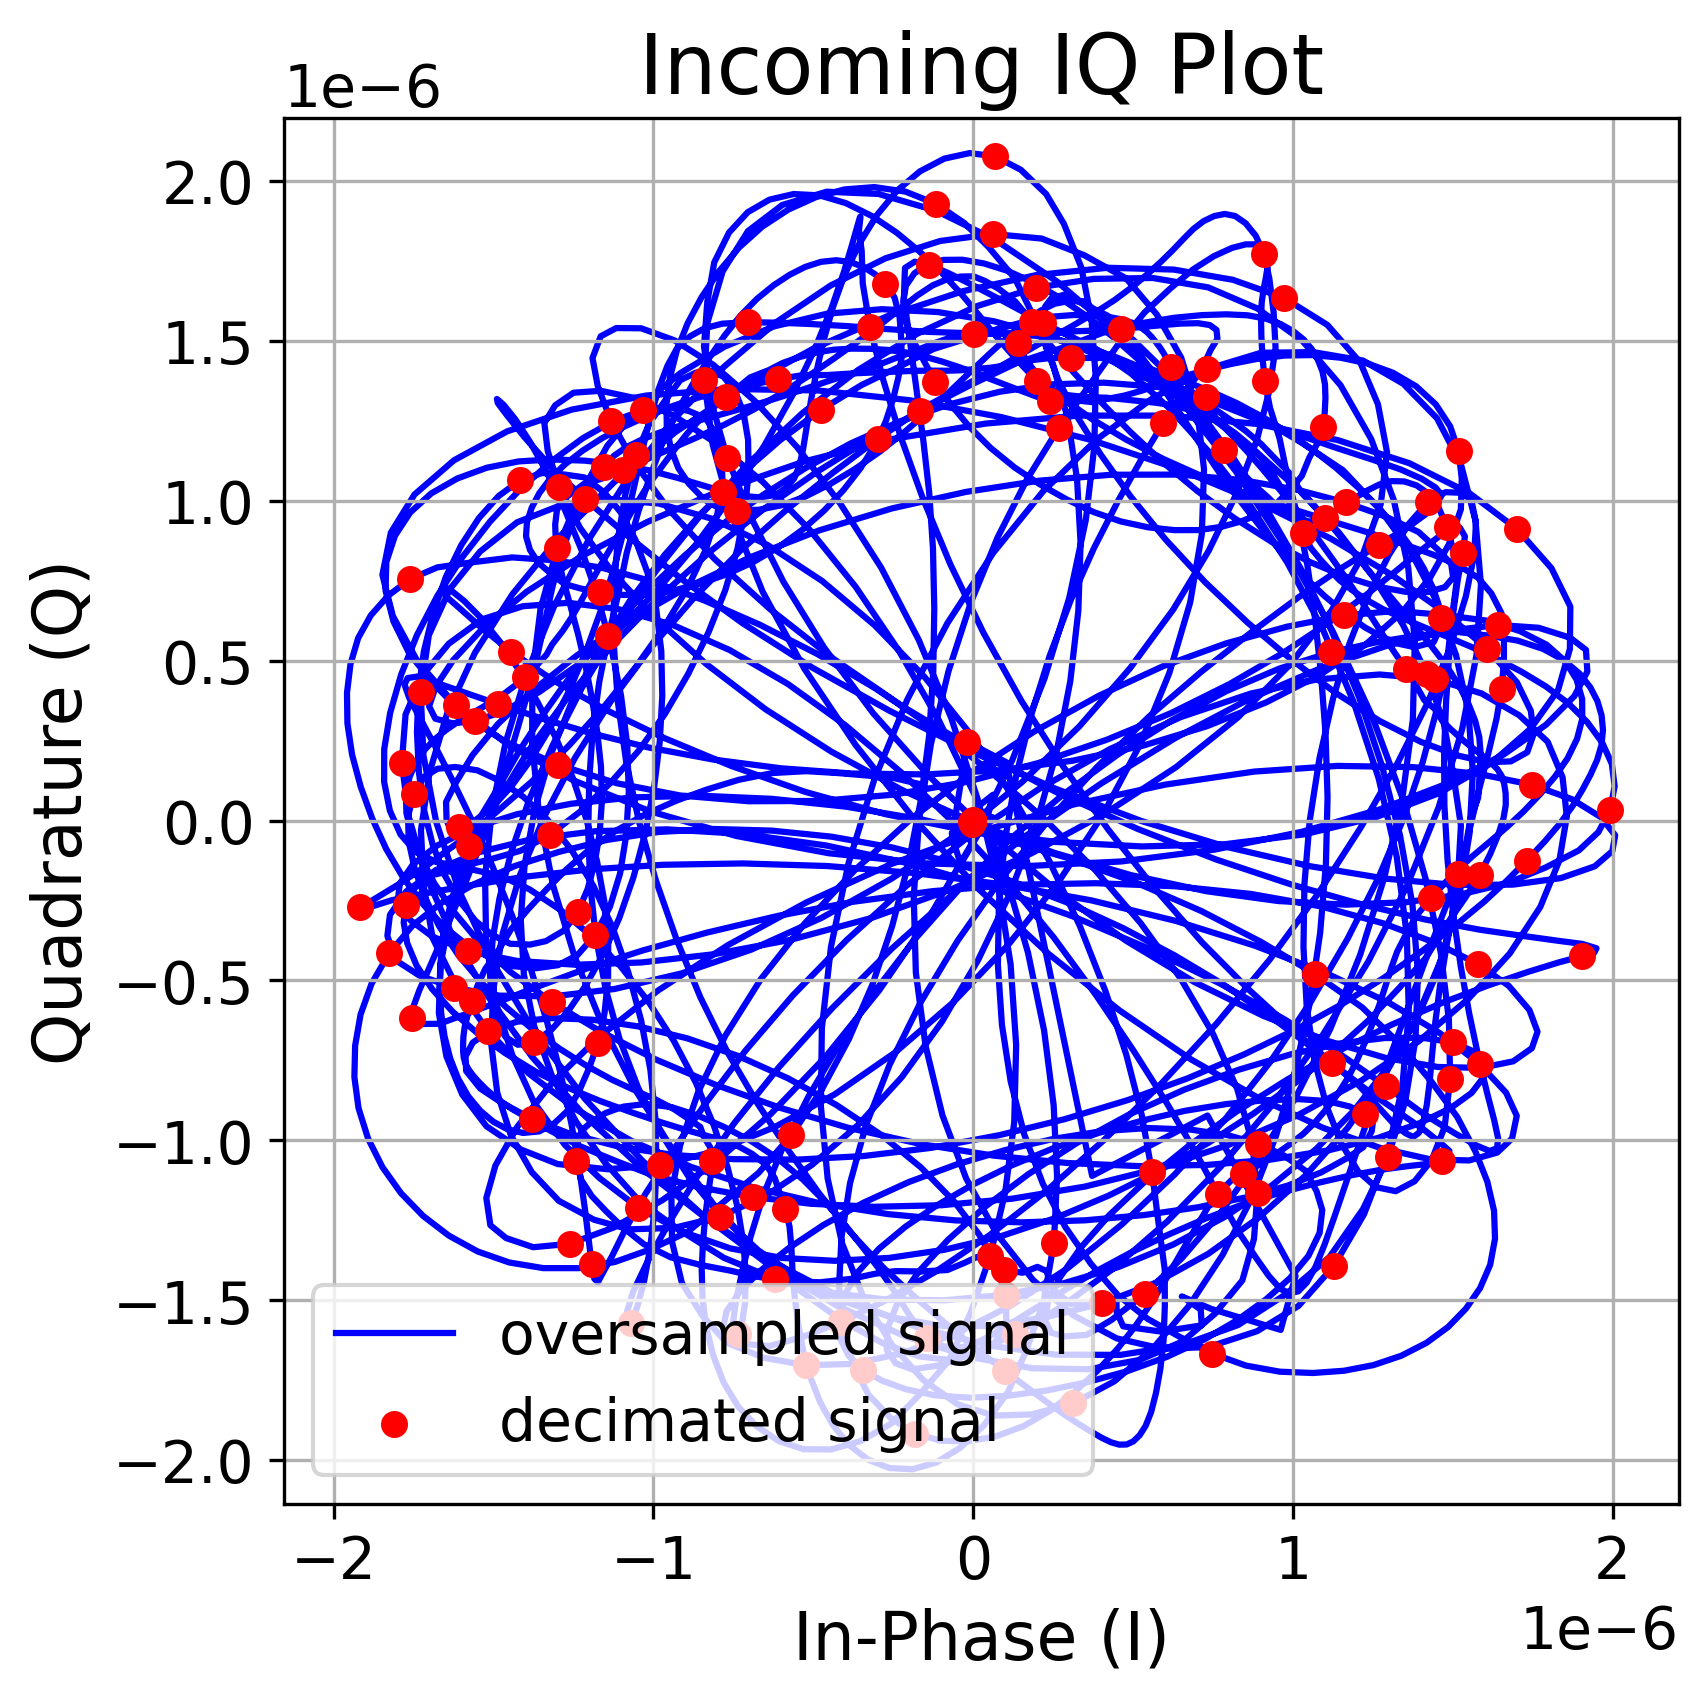 Incoming IQ Plot
1e−6
2.0
1.5
1.0
0.5
0.0
−0.5
−1.0
−1.5
−2.0
Quadrature (Q)
oversampled signal
decimated signal
−2 −1 0 1 2
In-Phase (I)
1e−6